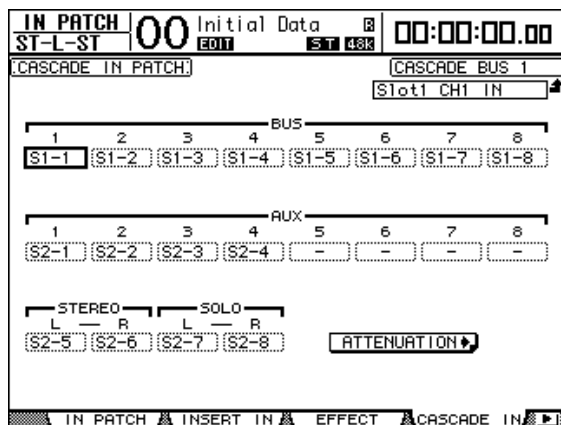 IN PATCH 00 Initial Data R 00:00:00.00
ST-L-ST EDIT ST 48K
CASCADE IN PATCH CASCADE BUS 1
Slot1 CH1 IN
BUS
1 2 3 4 5 6 7 8
S1-1 S1-2 S1-3 S1-4 S1-5 S1-6 S1-7 S1-8
AUX
1 2 3 4 5 6 7 8
S2-1 S2-2 S2-3 S2-4 - - - -
STEREO SOLO
L — R L — R
S2-5 S2-6 S2-7 S2-8 ATTENUATION
IN PATCH INSERT IN EFFECT CASCADE IN